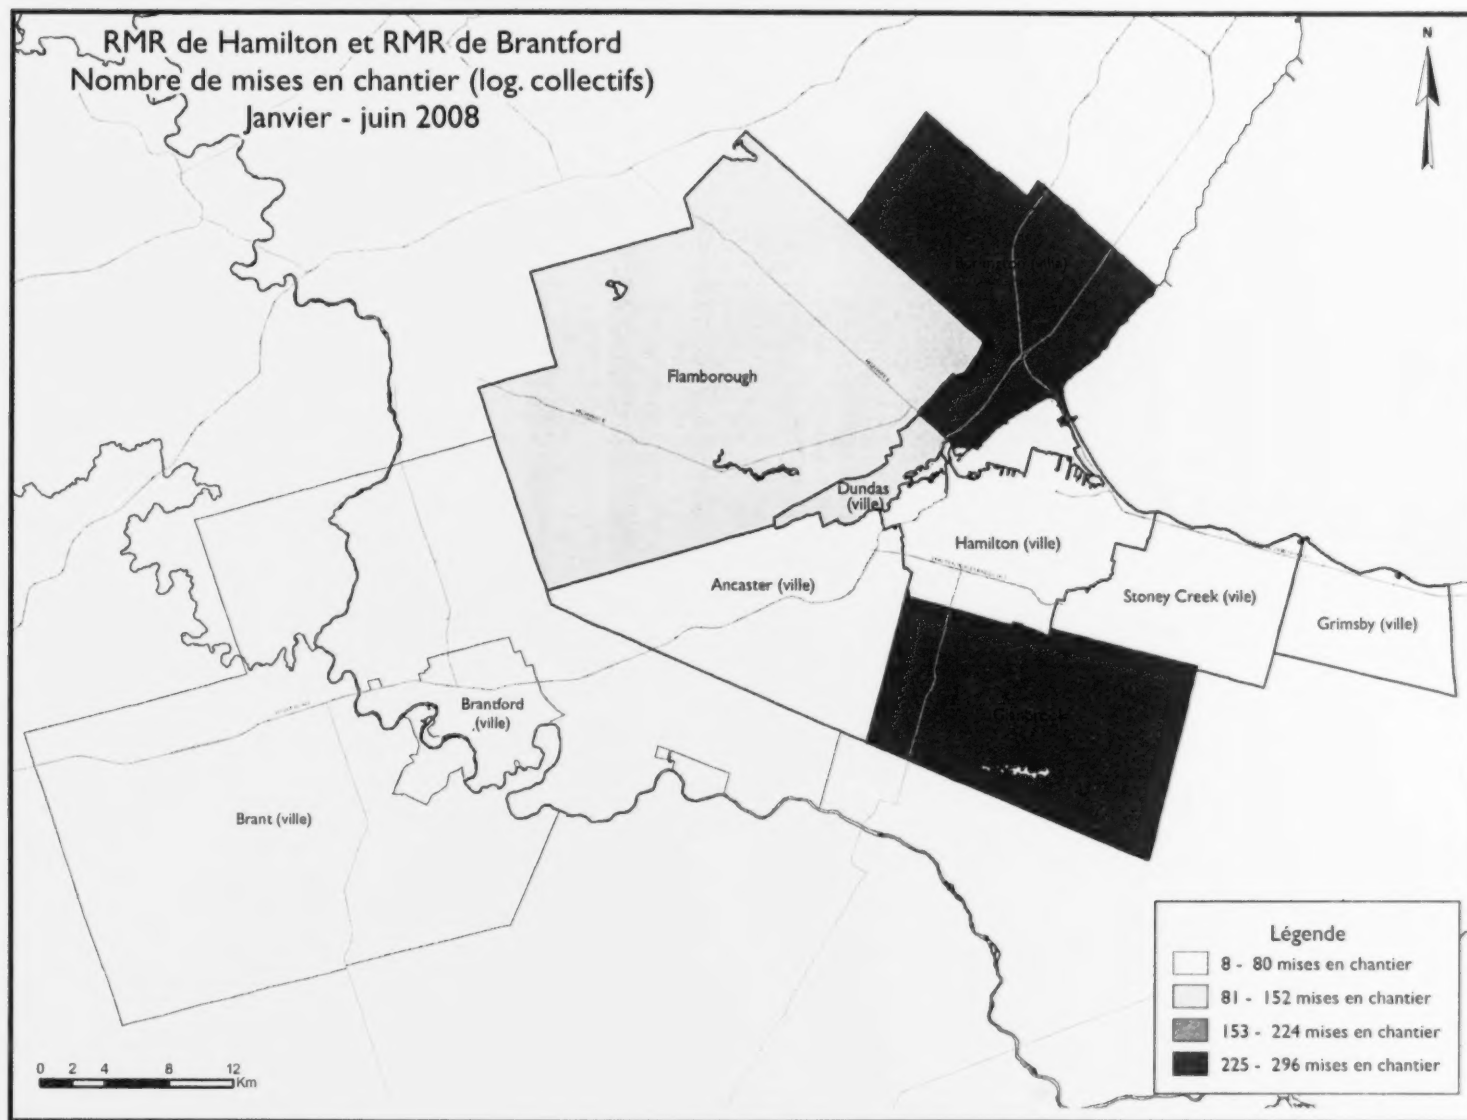 RMR de Hamilton et RMR de Brantford
Nombre de mises en chantier (log. collectifs)
Janvier - juin 2008
N
Burlington (ville)
Flamborough
Dundas
(ville)
Hamilton (ville)
Ancaster (ville)
Stoney Creek (vile)
Grimsby (ville)
Glanbrook
Brantford
(ville)
Brant (ville)
Légende
8 - 80 mises en chantier
81 - 152 mises en chantier
153 - 224 mises en chantier
225 - 296 mises en chantier
0 2 4 8 12
Km